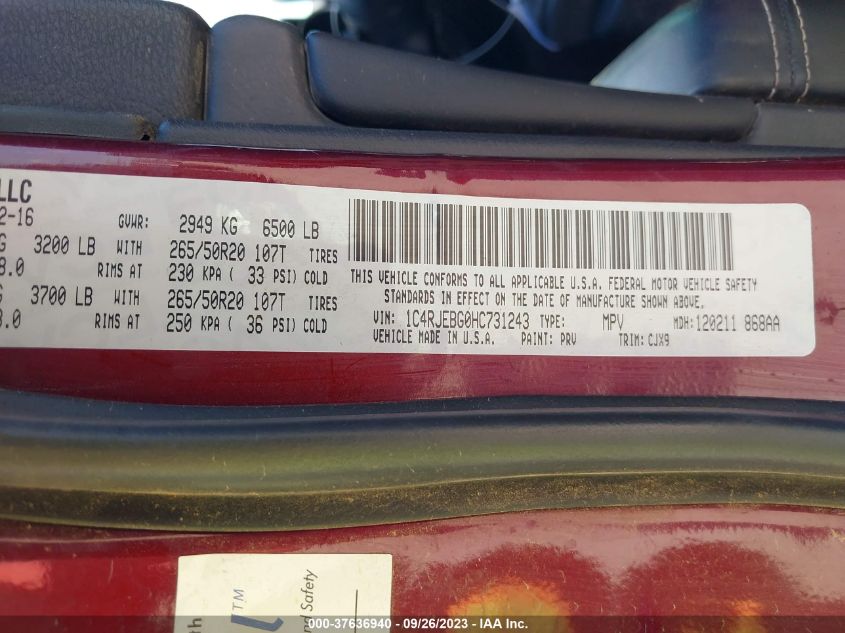 LLC
2-16 GVWR: 2949 KG 6500 LB
G 3200 LB WITH 265/50R20 107T TIRES
8.0 RIMS AT 230 KPA ( 33 PSI) COLD
G 3700 LB WITH 265/50R20 107T TIRES
8.0 RIMS AT 250 KPA ( 36 PSI) COLD
THIS VEHICLE CONFORMS TO ALL APPLICABLE U.S.A. FEDERAL MOTOR VEHICLE SAFETY
STANDARDS IN EFFECT ON THE DATE OF MANUFACTURE SHOWN ABOVE.
VIN: 1C4RJEBG0HC731243 TYPE: MPV MDH: 120211 868AA
VEHICLE MADE IN U.S.A. PAINT: PRV TRIM: CJX9
th
TM
nd Safety
000-37636940 - 09/26/2023 - IAA Inc.